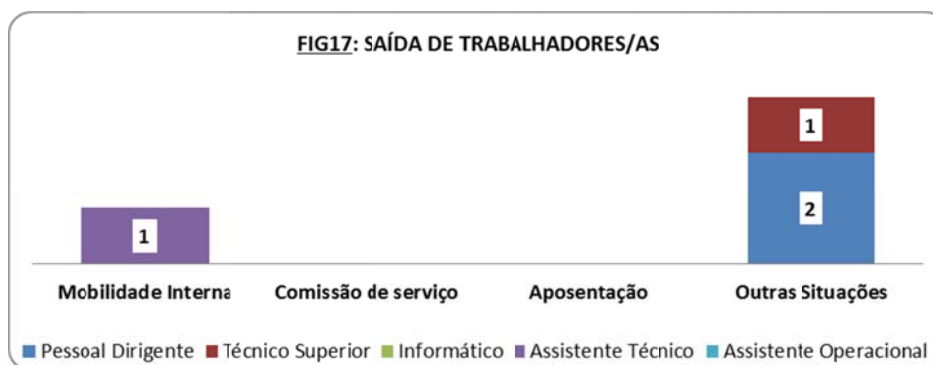 FIG17: SAÍDA DE TRABALHADORES/AS
1
1
2
Mobilidade Interna Comissão de serviço Aposentação Outras Situações
Pessoal Dirigente Técnico Superior Informático Assistente Técnico Assistente Operacional